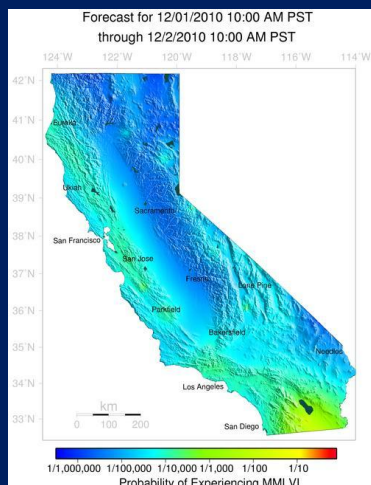 Forecast for 12/01/2010 10:00 AM PST
through 12/2/2010 10:00 AM PST
124˚W 122˚W 120˚W 118˚W 116˚W 114˚W
42˚N
41˚N
Eureka
40˚N
39˚N
Ukiah
Sacramento
38˚N
San Francisco
San Jose
37˚N
Fresno
Lone Pine
36˚N
Parkfield
Bakersfield
35˚N
Needles
34˚N
Los Angeles
km
33˚N
0 100 200
San Diego
1/1,000,000 1/100,000 1/10,000 1/1,000 1/100 1/10
Probability of Experiencing MMI VI